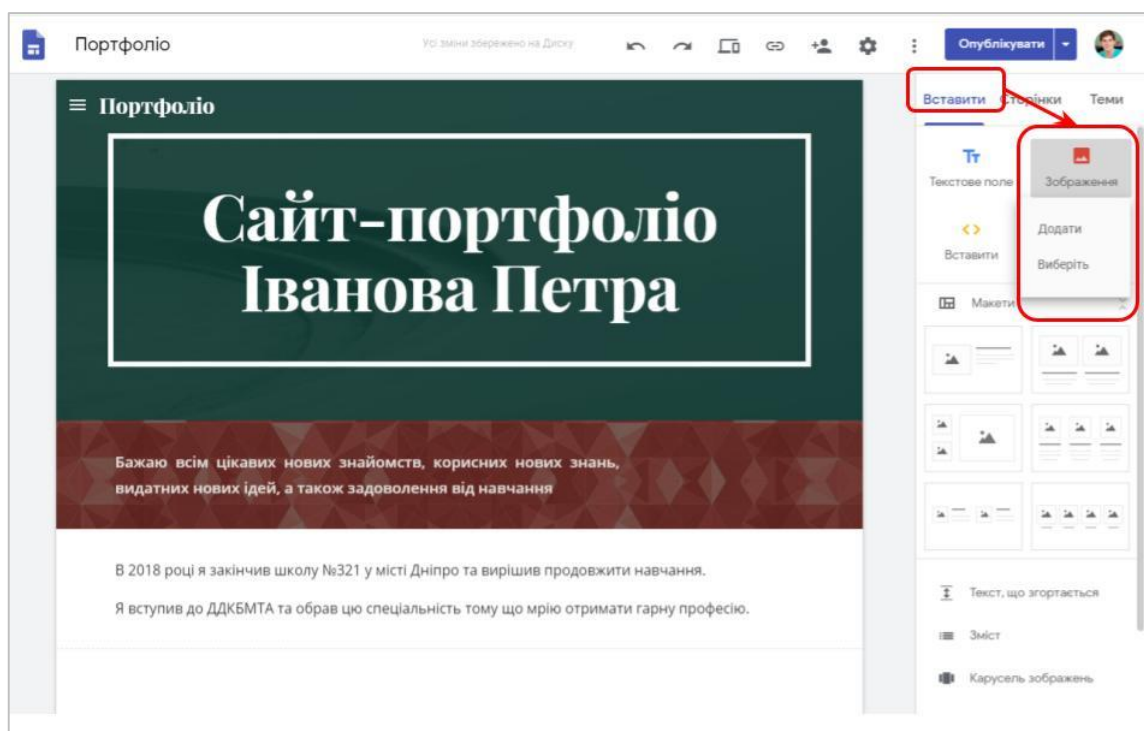 Портфоліо
Усі зміни збережено на Диску
Опублікувати
Портфоліо
Сайт-портфоліо
Іванова Петра
Бажаю всім цікавих нових знайомств, корисних нових знань,
видатних нових ідей, а також задоволення від навчання
В 2018 році я закінчив школу №321 у місті Дніпро та вирішив продовжити навчання.
Я вступив до ДДКБМТА та обрав цю спеціальність тому що мрію отримати гарну професію.
Вставити Сторінки Теми
Тт
Текстове поле Зображення
Вставити
Додати
Виберіть
Макети
Текст, що згортається
Зміст
Карусель зображень